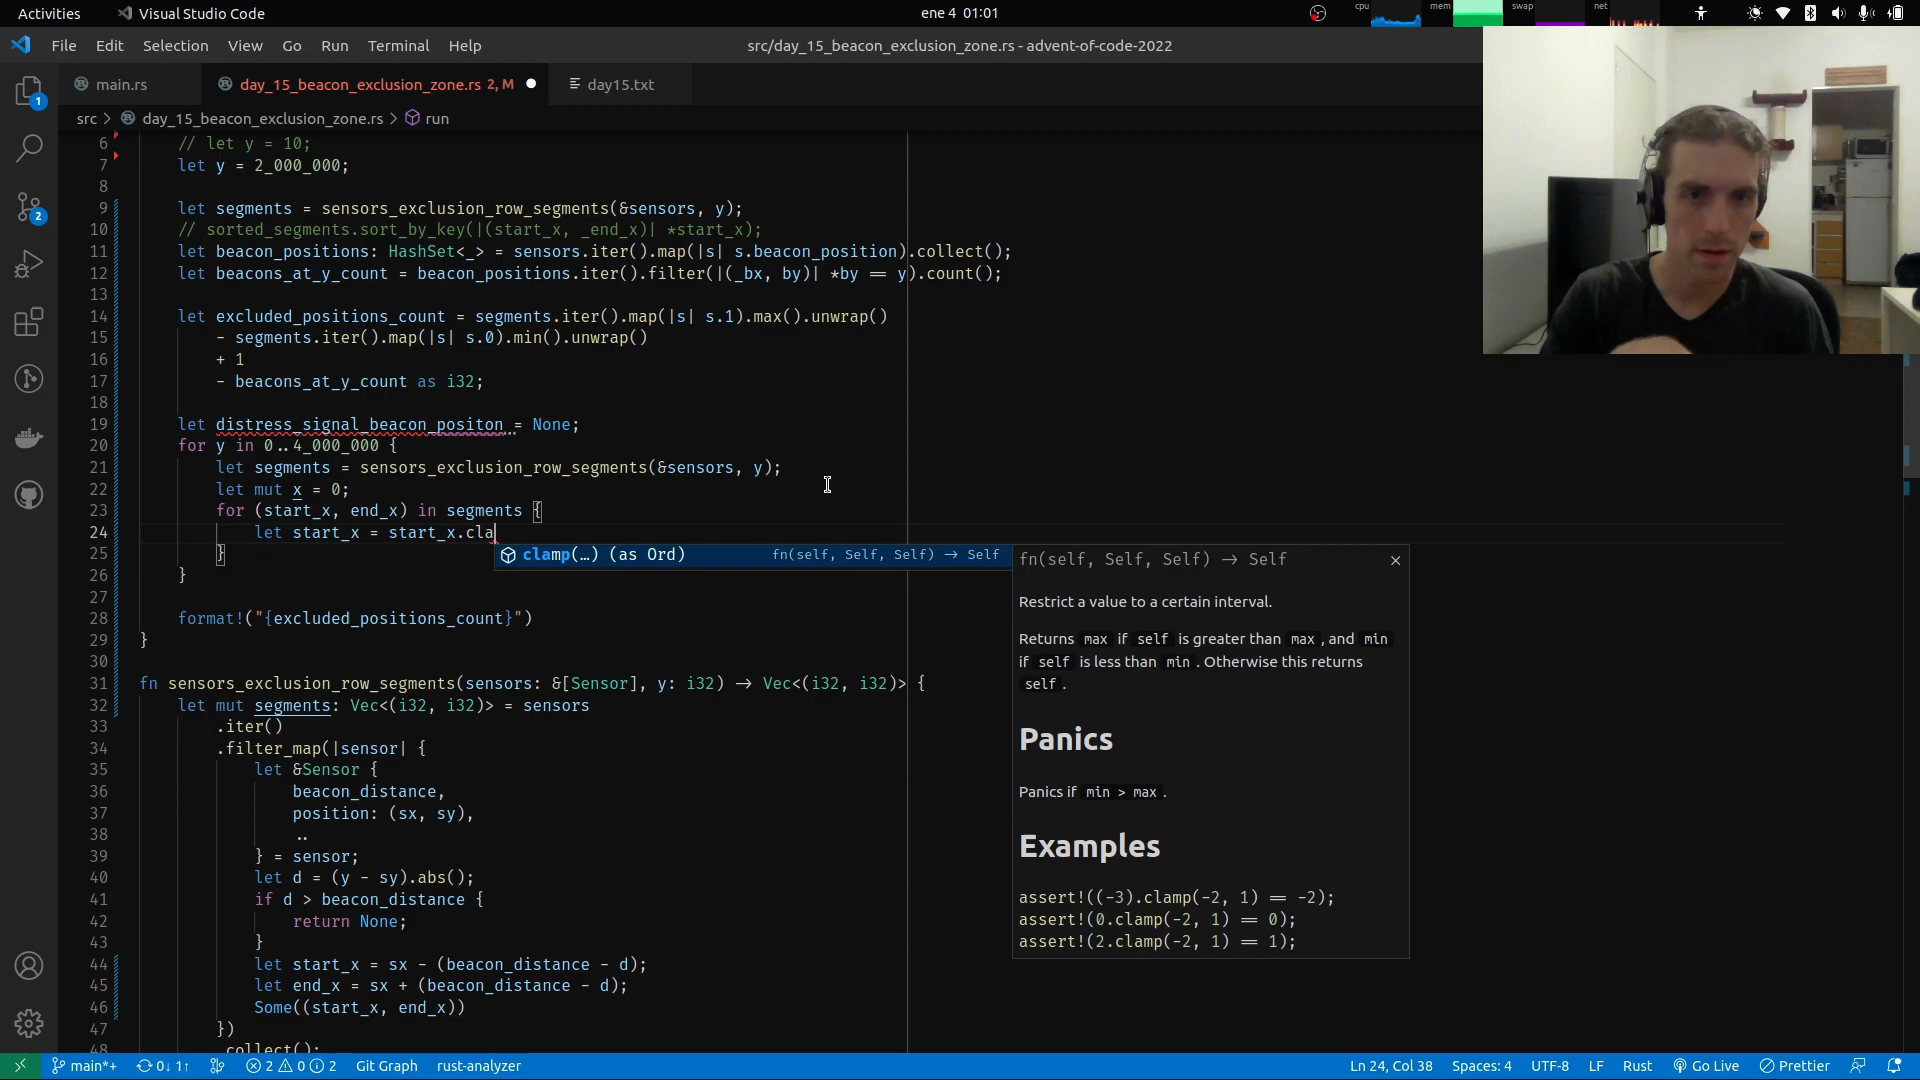 Activities Visual Studio Code ene 4 01:01 cpu mem swap net
File Edit Selection View Go Run Terminal Help src/day_15_beacon_exclusion_zone.rs - advent-of-code-2022
main.rs day_15_beacon_exclusion_zone.rs 2, M day15.txt
src > day_15_beacon_exclusion_zone.rs > run
6 // let y = 10;
7 let y = 2_000_000;
8
9 let segments = sensors_exclusion_row_segments(&sensors, y);
10 // sorted_segments.sort_by_key(|(start_x, _end_x)| *start_x);
11 let beacon_positions: HashSet<_> = sensors.iter().map(|s| s.beacon_position).collect();
12 let beacons_at_y_count = beacon_positions.iter().filter(|(_bx, by)| *by == y).count();
13
14 let excluded_positions_count = segments.iter().map(|s| s.1).max().unwrap()
15 - segments.iter().map(|s| s.0).min().unwrap()
16 + 1
17 - beacons_at_y_count as i32;
18
19 let distress_signal_beacon_positon = None;
20 for y in 0..4_000_000 {
21 let segments = sensors_exclusion_row_segments(&sensors, y);
22 let mut x = 0;
23 for (start_x, end_x) in segments {
24 let start_x = start_x.cla
25 }
26 }
27
28 format!("{excluded_positions_count}")
29 }
30
31 fn sensors_exclusion_row_segments(sensors: &[Sensor], y: i32) -> Vec<(i32, i32)> {
32 let mut segments: Vec<(i32, i32)> = sensors
33 .iter()
34 .filter_map(|sensor| {
35 let &Sensor {
36 beacon_distance,
37 position: (sx, sy),
38 ..
39 } = sensor;
40 let d = (y - sy).abs();
41 if d > beacon_distance {
42 return None;
43 }
44 let start_x = sx - (beacon_distance - d);
45 let end_x = sx + (beacon_distance - d);
46 Some((start_x, end_x))
47 })
48 .collect();
clamp(…) (as Ord) fn(self, Self, Self) -> Self
fn(self, Self, Self) -> Self
Restrict a value to a certain interval.
Returns max if self is greater than max, and min
if self is less than min. Otherwise this returns
self.
Panics
Panics if min > max.
Examples
assert!((-3).clamp(-2, 1) == -2);
assert!(0.clamp(-2, 1) == 0);
assert!(2.clamp(-2, 1) == 1);
1
2
main*+ 0↓ 1↑ 2 0 2 Git Graph rust-analyzer Ln 24, Col 38 Spaces: 4 UTF-8 LF Rust Go Live Prettier